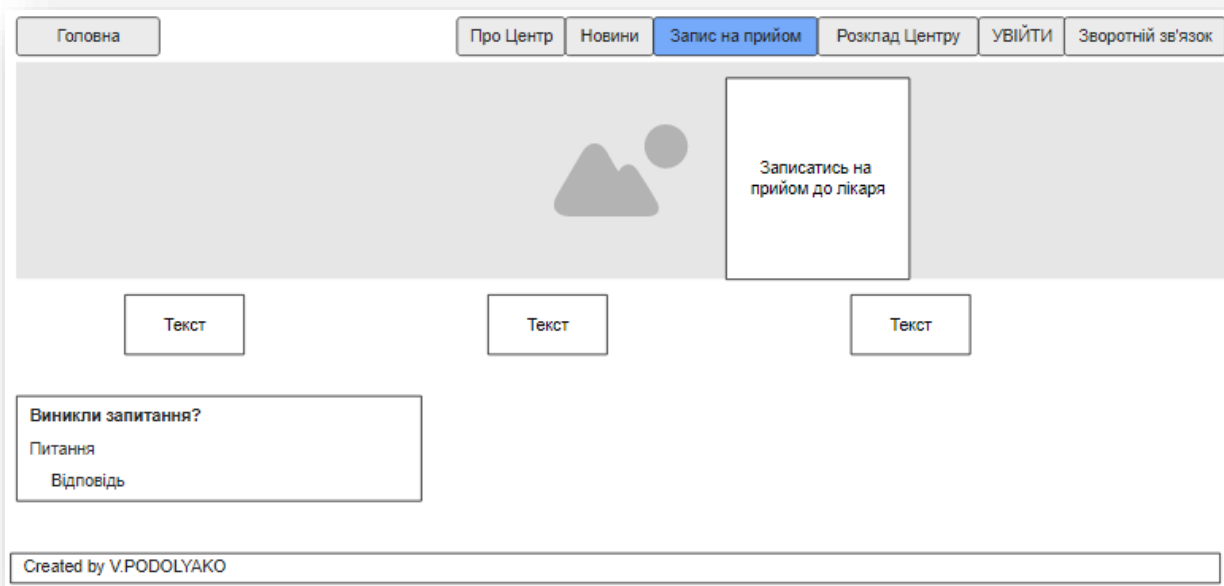 Головна
Про Центр
Новини
Запис на прийом
Розклад Центру
УВІЙТИ
Зворотній зв'язок
Записатись на
прийом до лікаря
Текст
Текст
Текст
Виникли запитання?
Питання
Відповідь
Created by V.PODOLYAKO